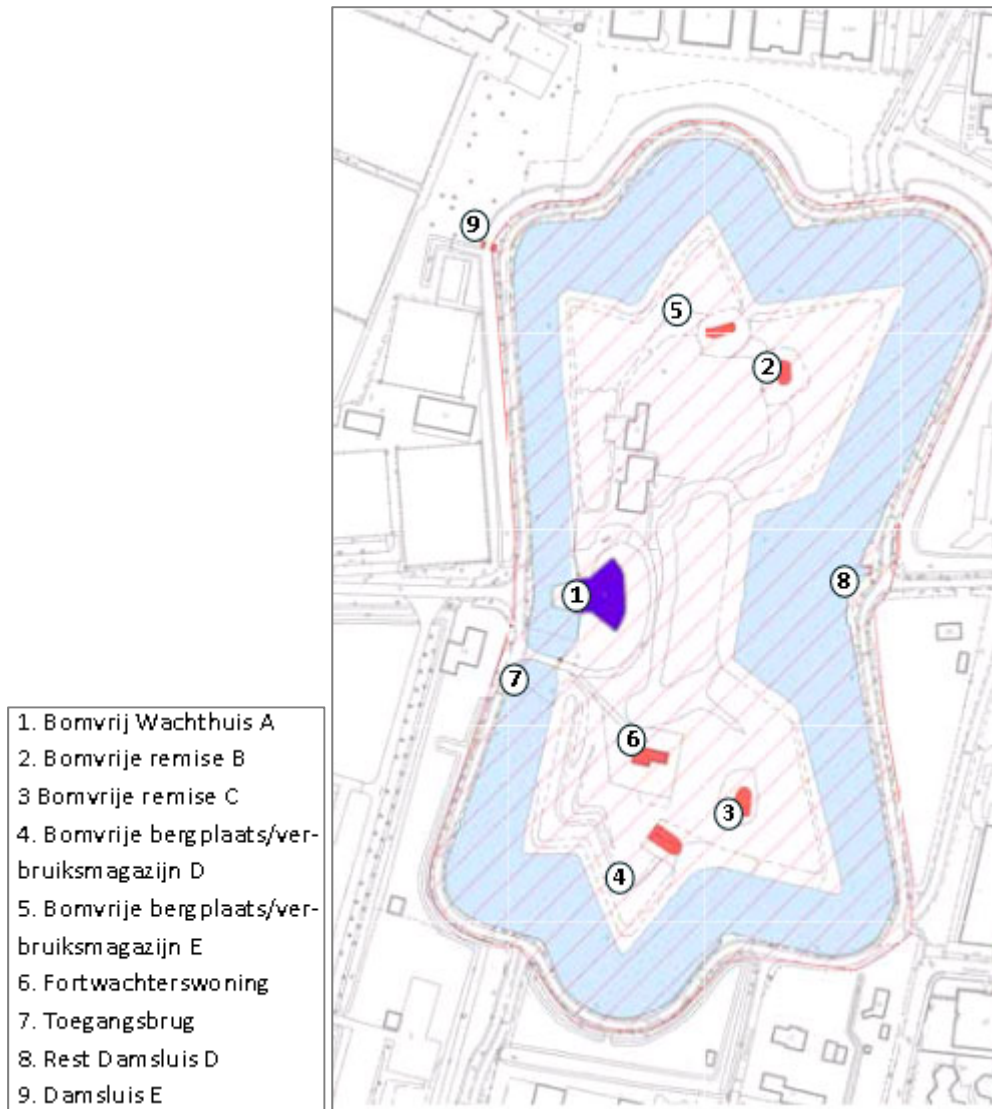 9
5
2
1
8
7
6
3
4
1. Bomvrij Wachthuis A
2. Bomvrije remise B
3 Bomvrije remise C
4. Bomvrije bergplaats/ver-
bruiksmagazijn D
5. Bomvrije bergplaats/ver-
bruiksmagazijn E
6. Fortwachterswoning
7. Toegangsbrug
8. Rest Damsluis D
9. Damsluis E